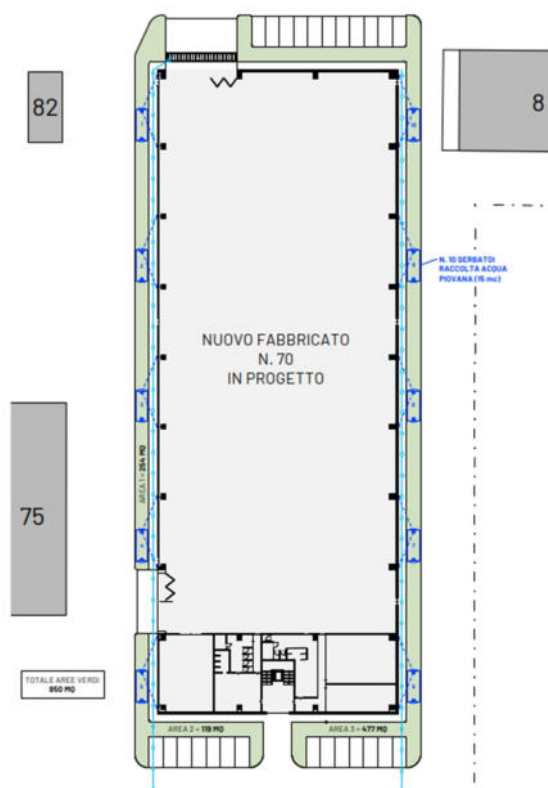 82
8
N. 10 SERBATOI
RACCOLTA ACQUA
PIOVANA (15 mc)
NUOVO FABBRICATO
N. 70
IN PROGETTO
AREA 1 = 254 MQ
75
TOTALE AREE VERDI
850 MQ
AREA 2 = 119 MQ
AREA 3 = 477 MQ